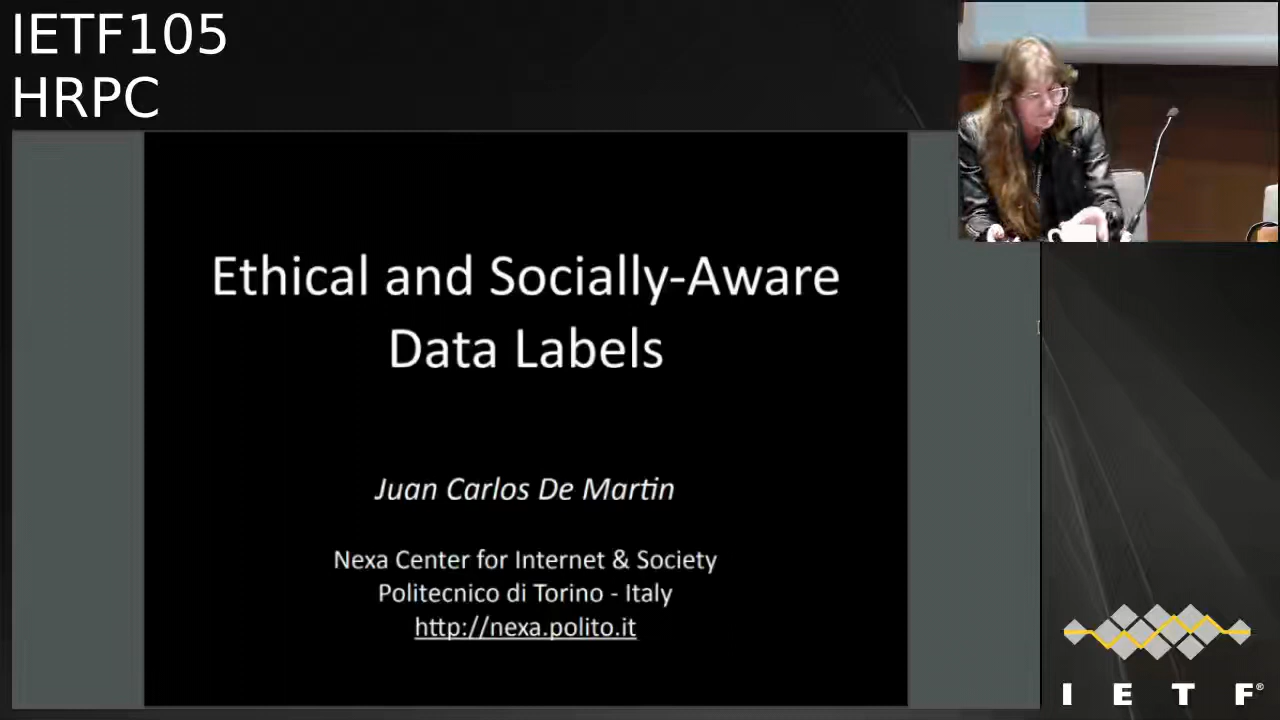 IETF105
HRPC
Ethical and Socially-Aware
Data Labels
Juan Carlos De Martin
Nexa Center for Internet & Society
Politecnico di Torino - Italy
http://nexa.polito.it
I E T F®